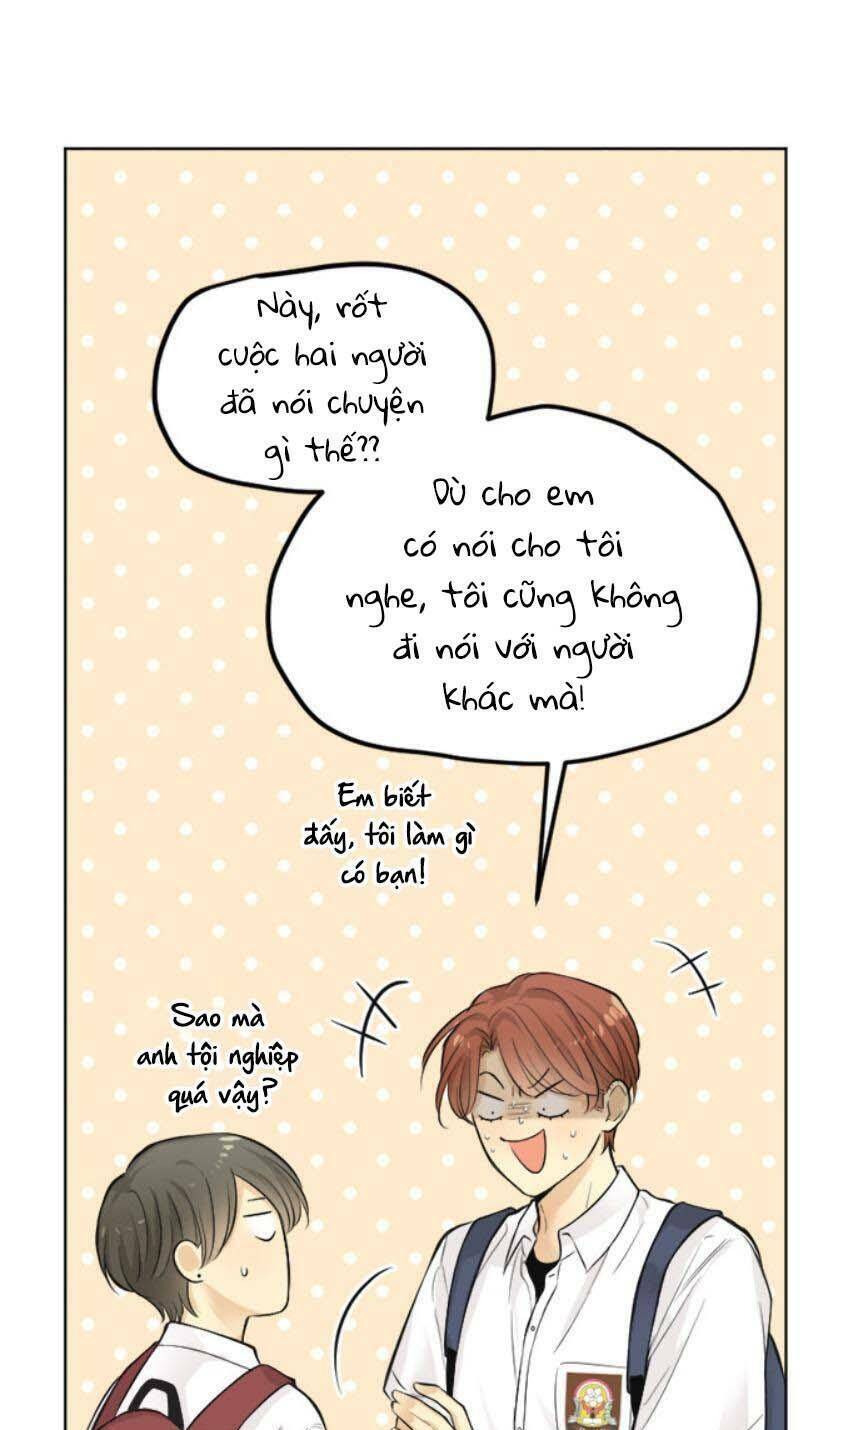 Này, rốt
cuộc hai người
đã nói chuyện
gì thế??
Dù cho em
có nói cho tôi
nghe, tôi cũng không
đi nói với người
khác mà!
Em biết
đấy, tôi làm gì
có bạn!
Sao mà
anh tội nghiệp
quá vậy?